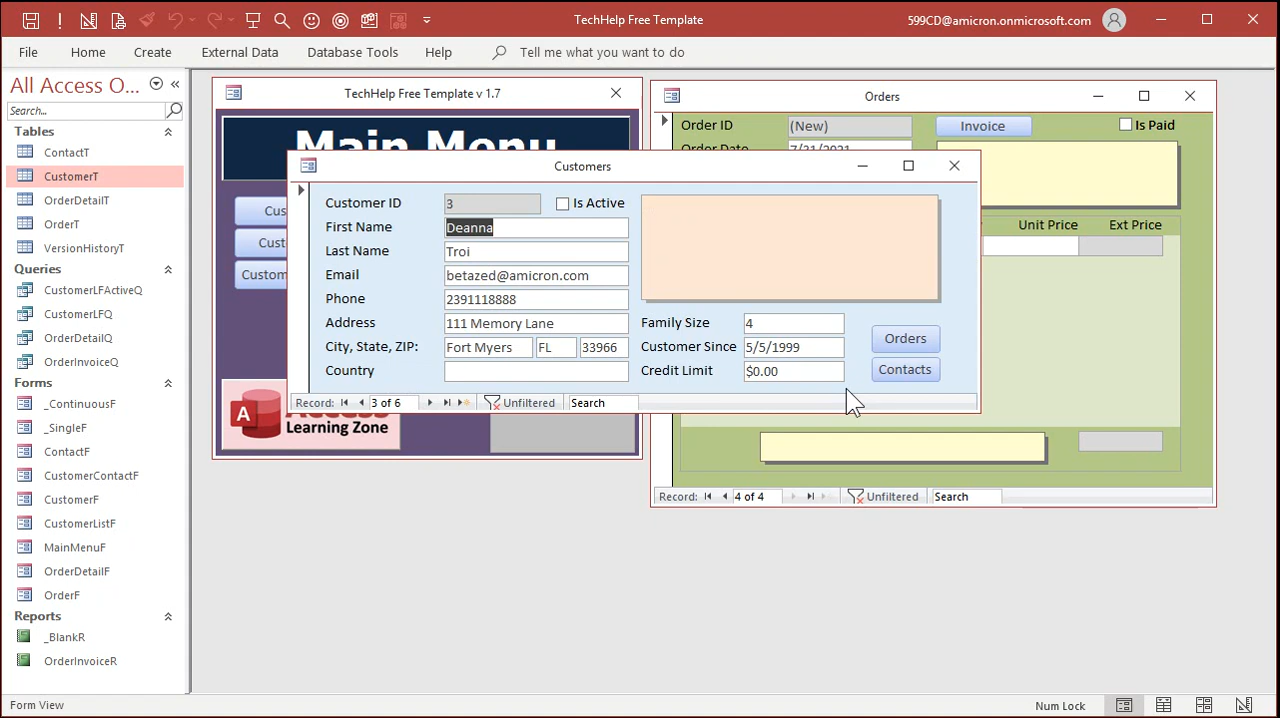 TechHelp Free Template
599CD@amicron.onmicrosoft.com
File Home Create External Data Database Tools Help Tell me what you want to do
All Access O...
Search...
Tables
ContactT
CustomerT
OrderDetailT
OrderT
VersionHistoryT
Queries
CustomerLFActiveQ
CustomerLFQ
OrderDetailQ
OrderInvoiceQ
Forms
_ContinuousF
_SingleF
ContactF
CustomerContactF
CustomerF
CustomerListF
MainMenuF
OrderDetailF
OrderF
Reports
_BlankR
OrderInvoiceR
TechHelp Free Template v 1.7
Main Menu
Cus
Cust
Custom
A
Access
Learning Zone
Customers
Customer ID 3 Is Active
First Name Deanna
Last Name Troi
Email betazed@amicron.com
Phone 2391118888
Address 111 Memory Lane
City, State, ZIP: Fort Myers FL 33966
Country
Family Size 4
Customer Since 5/5/1999
Credit Limit $0.00
Orders
Contacts
Record: 3 of 6 Unfiltered Search
Orders
Order ID (New) Invoice Is Paid
Order Date 7/31/2021
Unit Price Ext Price
Record: 4 of 4 Unfiltered Search
Form View
Num Lock